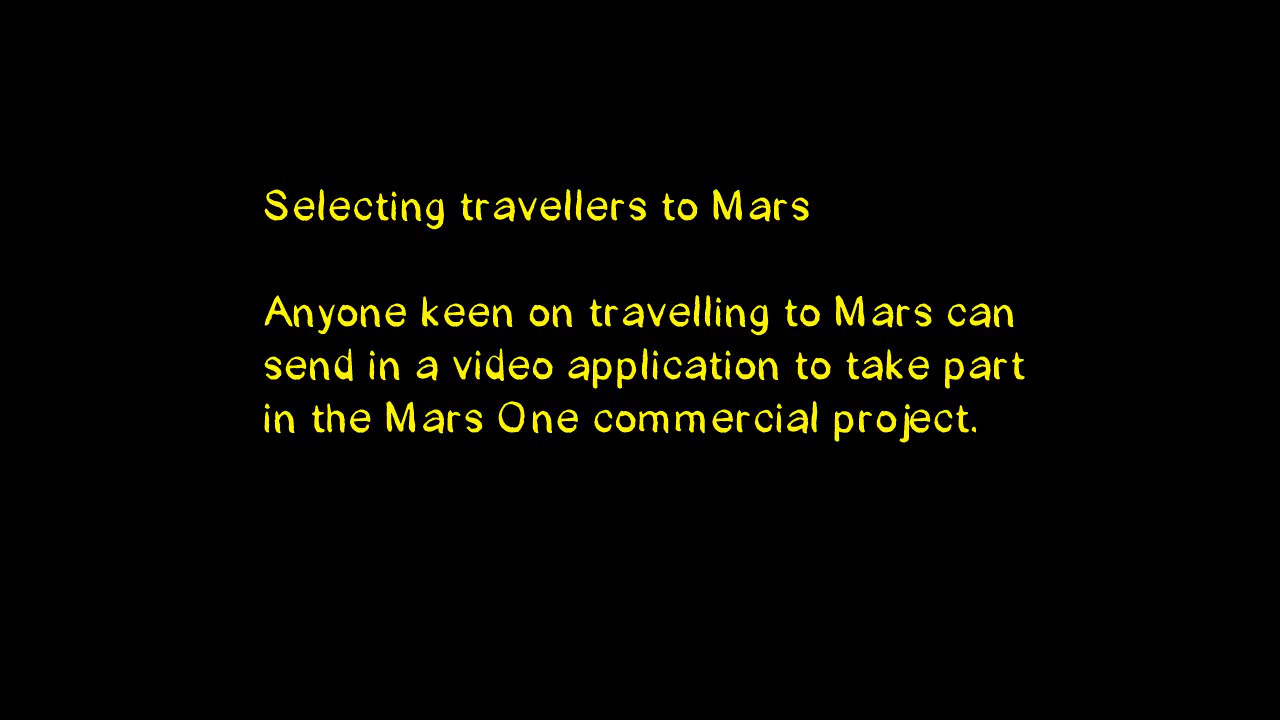 Selecting travellers to Mars
Anyone keen on travelling to Mars can
send in a video application to take part
in the Mars One commercial project.